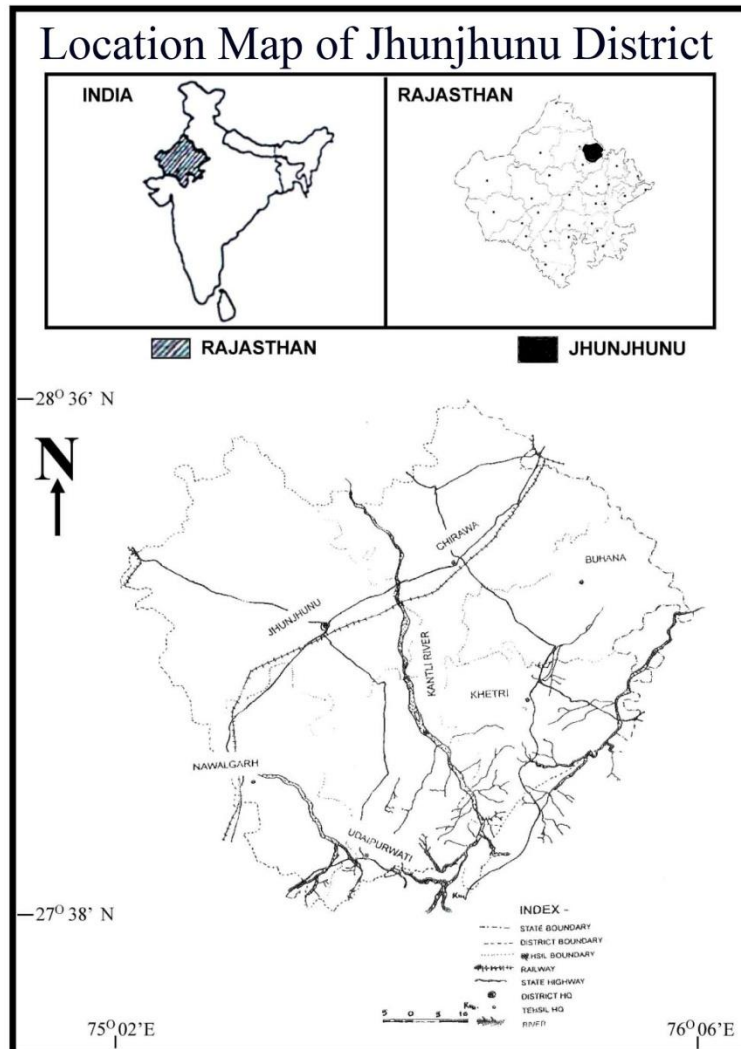 Location Map of Jhunjhunu District
INDIA
RAJASTHAN
RAJASTHAN
JHUNJHUNU
28° 36' N
N
CHIRAWA
BUHANA
JHUNJHUNU
KANTLI RIVER
KHETRI
NAWALGARH
UDAIPURWATI
27° 38' N
INDEX -
STATE BOUNDARY
DISTRICT BOUNDARY
BOUNDARY
RAILWAY
STATE HIGHWAY
DISTRICT HQ
TEHSIL HQ
RIVER
5 0 5 10
75° 02'E
76° 06'E